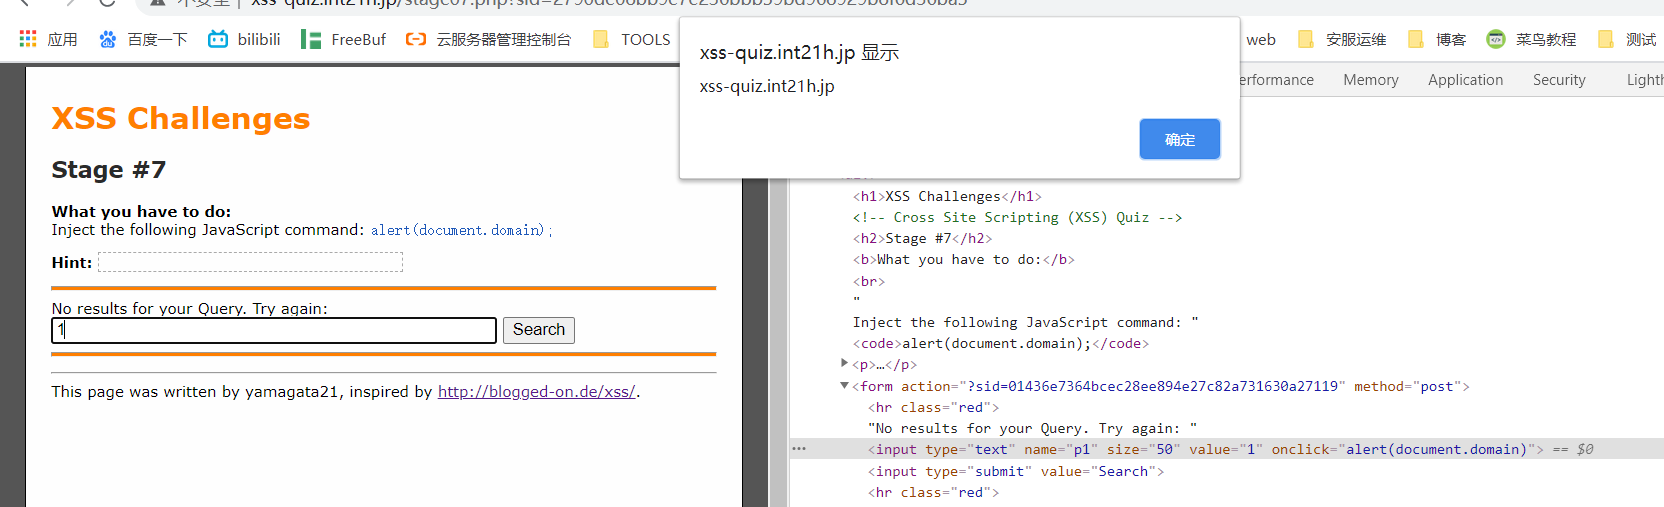 xss-quiz.int21h.jp/stage07.php?sid=
应用 百度一下 bilibili FreeBuf 云服务器管理控制台 TOOLS web 安服运维 博客 菜鸟教程 测试
xss-quiz.int21h.jp 显示
xss-quiz.int21h.jp
确定
XSS Challenges
Stage #7
What you have to do:
Inject the following JavaScript command: alert(document.domain);
Hint:
No results for your Query. Try again:
1 Search
This page was written by yamagata21, inspired by http://blogged-on.de/xss/.
Memory Application Security
<h1>XSS Challenges</h1>
<!-- Cross Site Scripting (XSS) Quiz -->
<h2>Stage #7</h2>
<b>What you have to do:</b>
<br>
"
Inject the following JavaScript command: "
<code>alert(document.domain);</code>
<p>…</p>
<form action="?sid=01436e7364bcec28ee894e27c82a731630a27119" method="post">
<hr class="red">
"No results for your Query. Try again: "
<input type="text" name="p1" size="50" value="1" onclick="alert(document.domain)"> == $0
<input type="submit" value="Search">
<hr class="red">